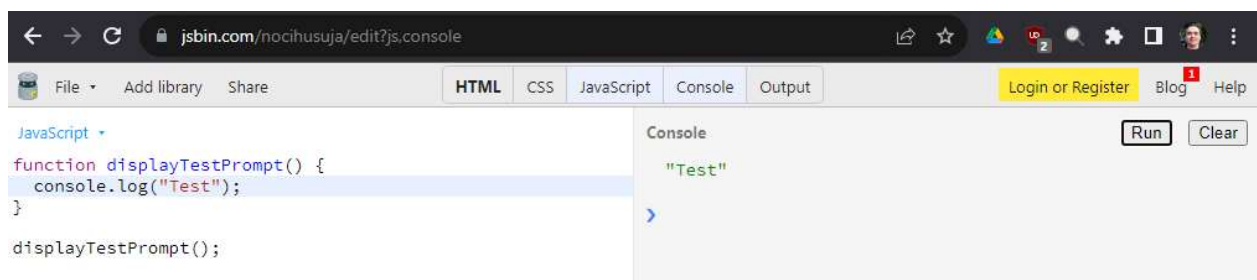 jsbin.com/nocihusuja/edit?js,console
2
File Add library Share HTML CSS JavaScript Console Output Login or Register Blog 1 Help
JavaScript Console Run Clear
function displayTestPrompt() {
console.log("Test");
}
displayTestPrompt();
"Test"